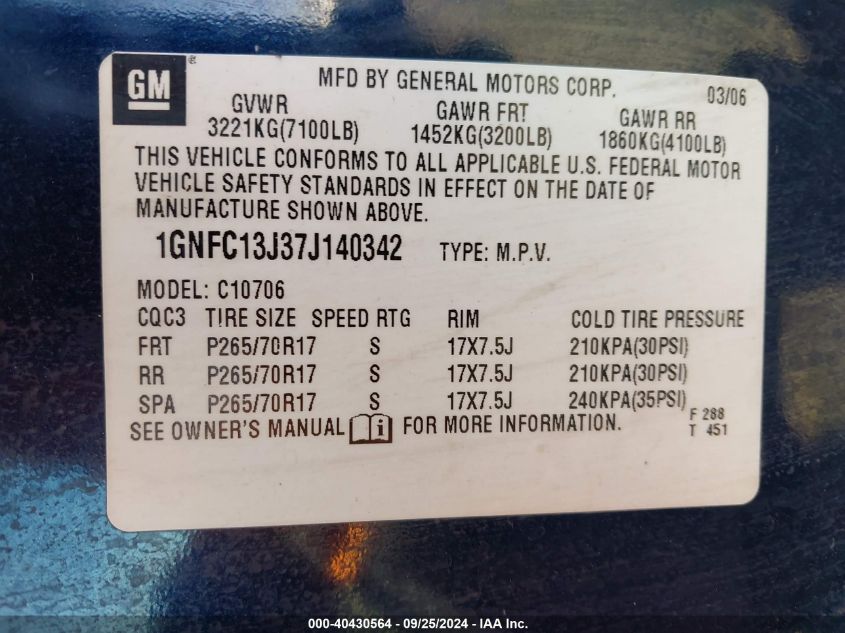 GM ®
MFD BY GENERAL MOTORS CORP. 03/06
GVWR GAWR FRT GAWR RR
3221KG(7100LB) 1452KG(3200LB) 1860KG(4100LB)
THIS VEHICLE CONFORMS TO ALL APPLICABLE U.S. FEDERAL MOTOR
VEHICLE SAFETY STANDARDS IN EFFECT ON THE DATE OF
MANUFACTURE SHOWN ABOVE.
1GNFC13J37J140342 TYPE: M.P.V.
MODEL: C10706
CQC3 TIRE SIZE SPEED RTG RIM COLD TIRE PRESSURE
FRT P265/70R17 S 17X7.5J 210KPA(30PSI)
RR P265/70R17 S 17X7.5J 210KPA(30PSI)
SPA P265/70R17 S 17X7.5J 240KPA(35PSI)
SEE OWNER'S MANUAL i FOR MORE INFORMATION.
F 288
T 451
000-40430564 - 09/25/2024 - IAA Inc.